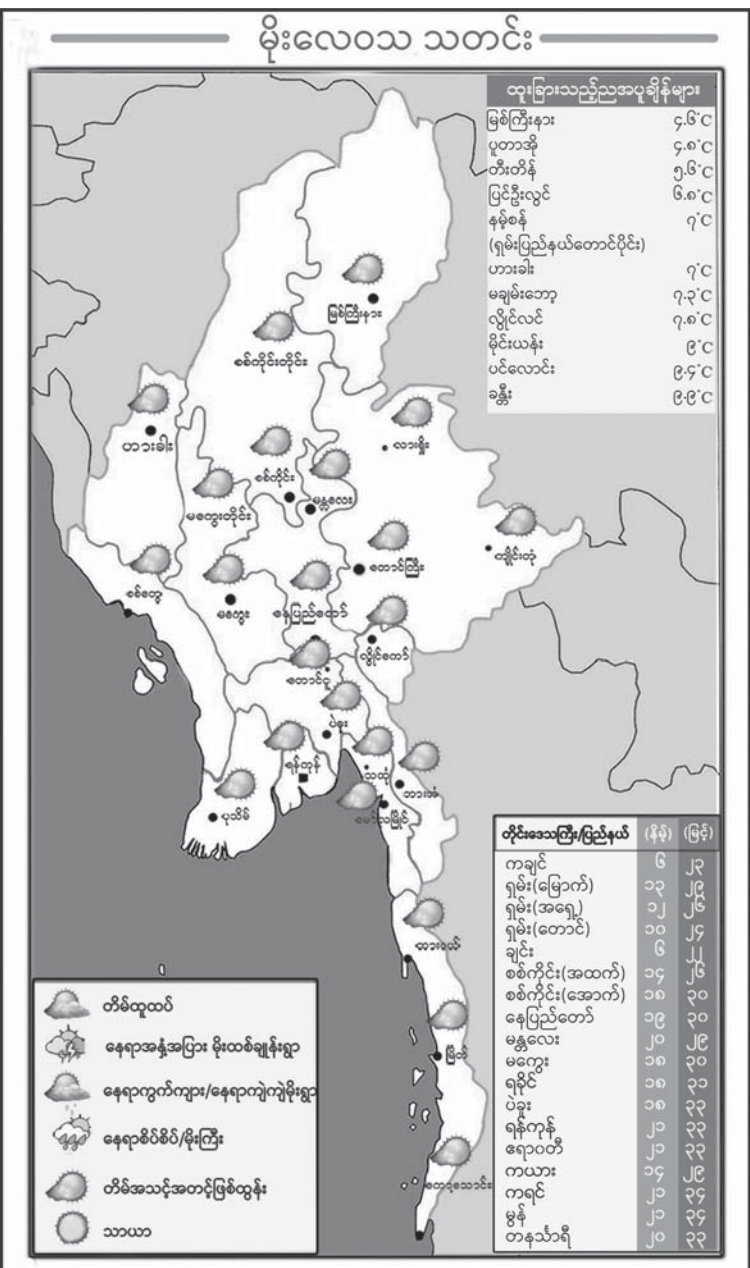 မိုးလေဝသ သတင်း
ထူးခြားသည့်ညအပူချိန်များ
မြစ်ကြီးနား ၄.၆°C
ပူတာအို ၄.၈°C
တီးတိန် ၅.၆°C
ပြင်ဦးလွင် ၆.၈°C
နမ့်စန် ၇°C
(ရှမ်းပြည်နယ်တောင်ပိုင်း)
ဟားခါး ၇°C
မချမ်းဘော့ ၇.၃°C
လွိုင်လင် ၇.၈°C
မိုင်းယန်း ၉°C
ပင်လောင်း ၉.၄°C
ခန္တီး ၉.၉°C
မြစ်ကြီးနား
စစ်ကိုင်းတိုင်း
ဟားခါး
လားရှိုး
စစ်ကိုင်း
မန္တလေး
မကွေးတိုင်း
ကျိုင်းတုံ
တောင်ကြီး
စစ်တွေ
မကွေး
နေပြည်တော်
လွိုင်ကော်
တောင်ငူ
ပဲခူး
ရန်ကုန်
သထုံ
ဘားအံ
ပုသိမ်
မော်လမြိုင်
ထားဝယ်
မြိတ်
ကော့သောင်း
တိမ်ထူထပ်
နေရာအနှံ့အပြား မိုးထစ်ချုန်းရွာ
နေရာကွက်ကျား/နေရာကျဲကျဲမိုးရွာ
နေရာစိပ်စိပ်/မိုးကြီး
တိမ်အသင့်အတင့်ဖြစ်ထွန်း
သာယာ
တိုင်းဒေသကြီး/ပြည်နယ် (နိမ့်) (မြင့်)
ကချင် ၆ ၂၃
ရှမ်း(မြောက်) ၁၃ ၂၉
ရှမ်း(အရှေ့) ၁၂ ၂၆
ရှမ်း(တောင်) ၁၀ ၂၄
ချင်း ၆ ၂၂
စစ်ကိုင်း(အထက်) ၁၄ ၂၆
စစ်ကိုင်း(အောက်) ၁၈ ၃၀
နေပြည်တော် ၁၉ ၃၀
မန္တလေး ၂၀ ၂၉
မကွေး ၁၈ ၃၀
ရခိုင် ၁၈ ၃၁
ပဲခူး ၁၈ ၃၃
ရန်ကုန် ၂၁ ၃၃
ဧရာဝတီ ၂၁ ၃၃
ကယား ၁၄ ၂၉
ကရင် ၂၁ ၃၄
မွန် ၂၁ ၃၄
တနင်္သာရီ ၂၀ ၃၃